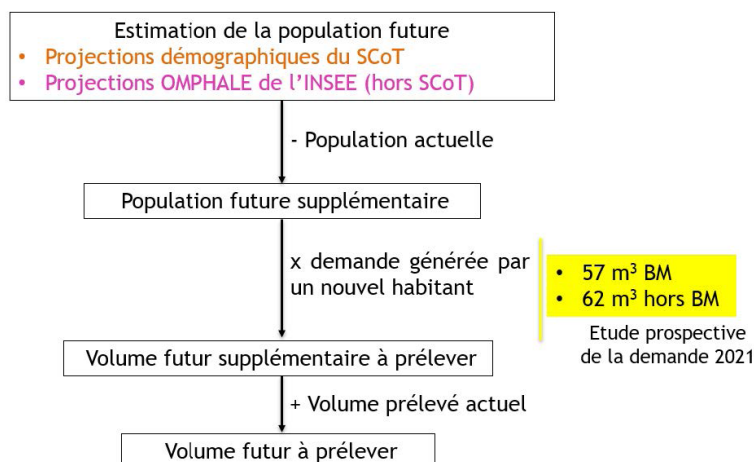 Estimation de la population future
• Projections démographiques du SCoT
• Projections OMPHALE de l’INSEE (hors SCoT)
- Population actuelle
Population future supplémentaire
x demande générée par
un nouvel habitant
• 57 m³ BM
• 62 m³ hors BM
Etude prospective
de la demande 2021
Volume futur supplémentaire à prélever
+ Volume prélevé actuel
Volume futur à prélever